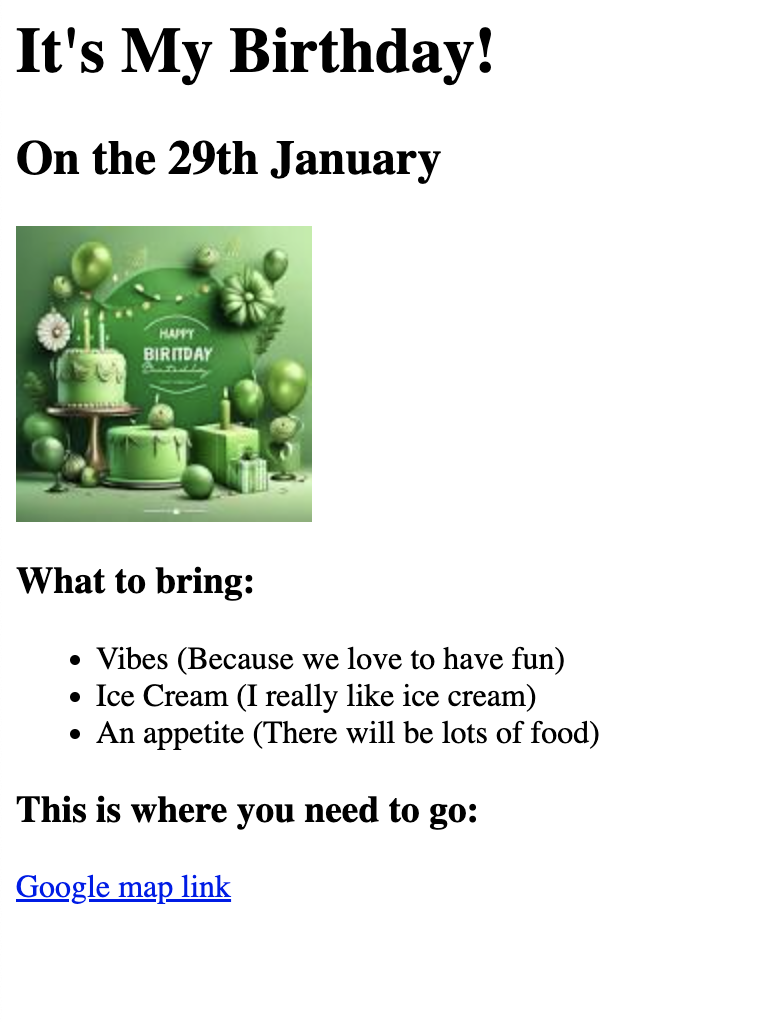 It's My Birthday!
On the 29th January
HAPPY
BIRITDAY
What to bring:
• Vibes (Because we love to have fun)
• Ice Cream (I really like ice cream)
• An appetite (There will be lots of food)
This is where you need to go:
Google map link